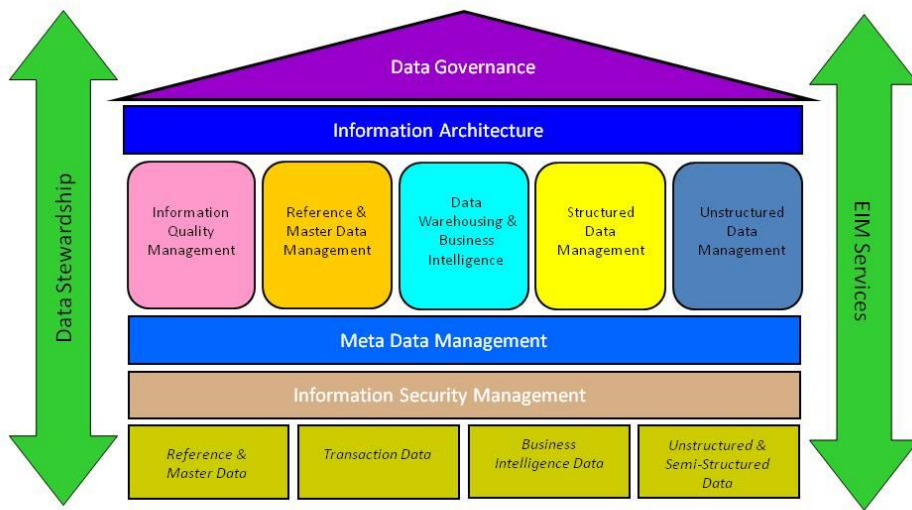 Data Governance
Information Architecture
Data Stewardship
Information
Quality
Management
Reference &
Master Data
Management
Data
Warehousing &
Business
Intelligence
Structured
Data
Management
Unstructured
Data
Management
EIM Services
Meta Data Management
Information Security Management
Reference &
Master Data
Transaction Data
Business
Intelligence Data
Unstructured &
Semi-Structured
Data